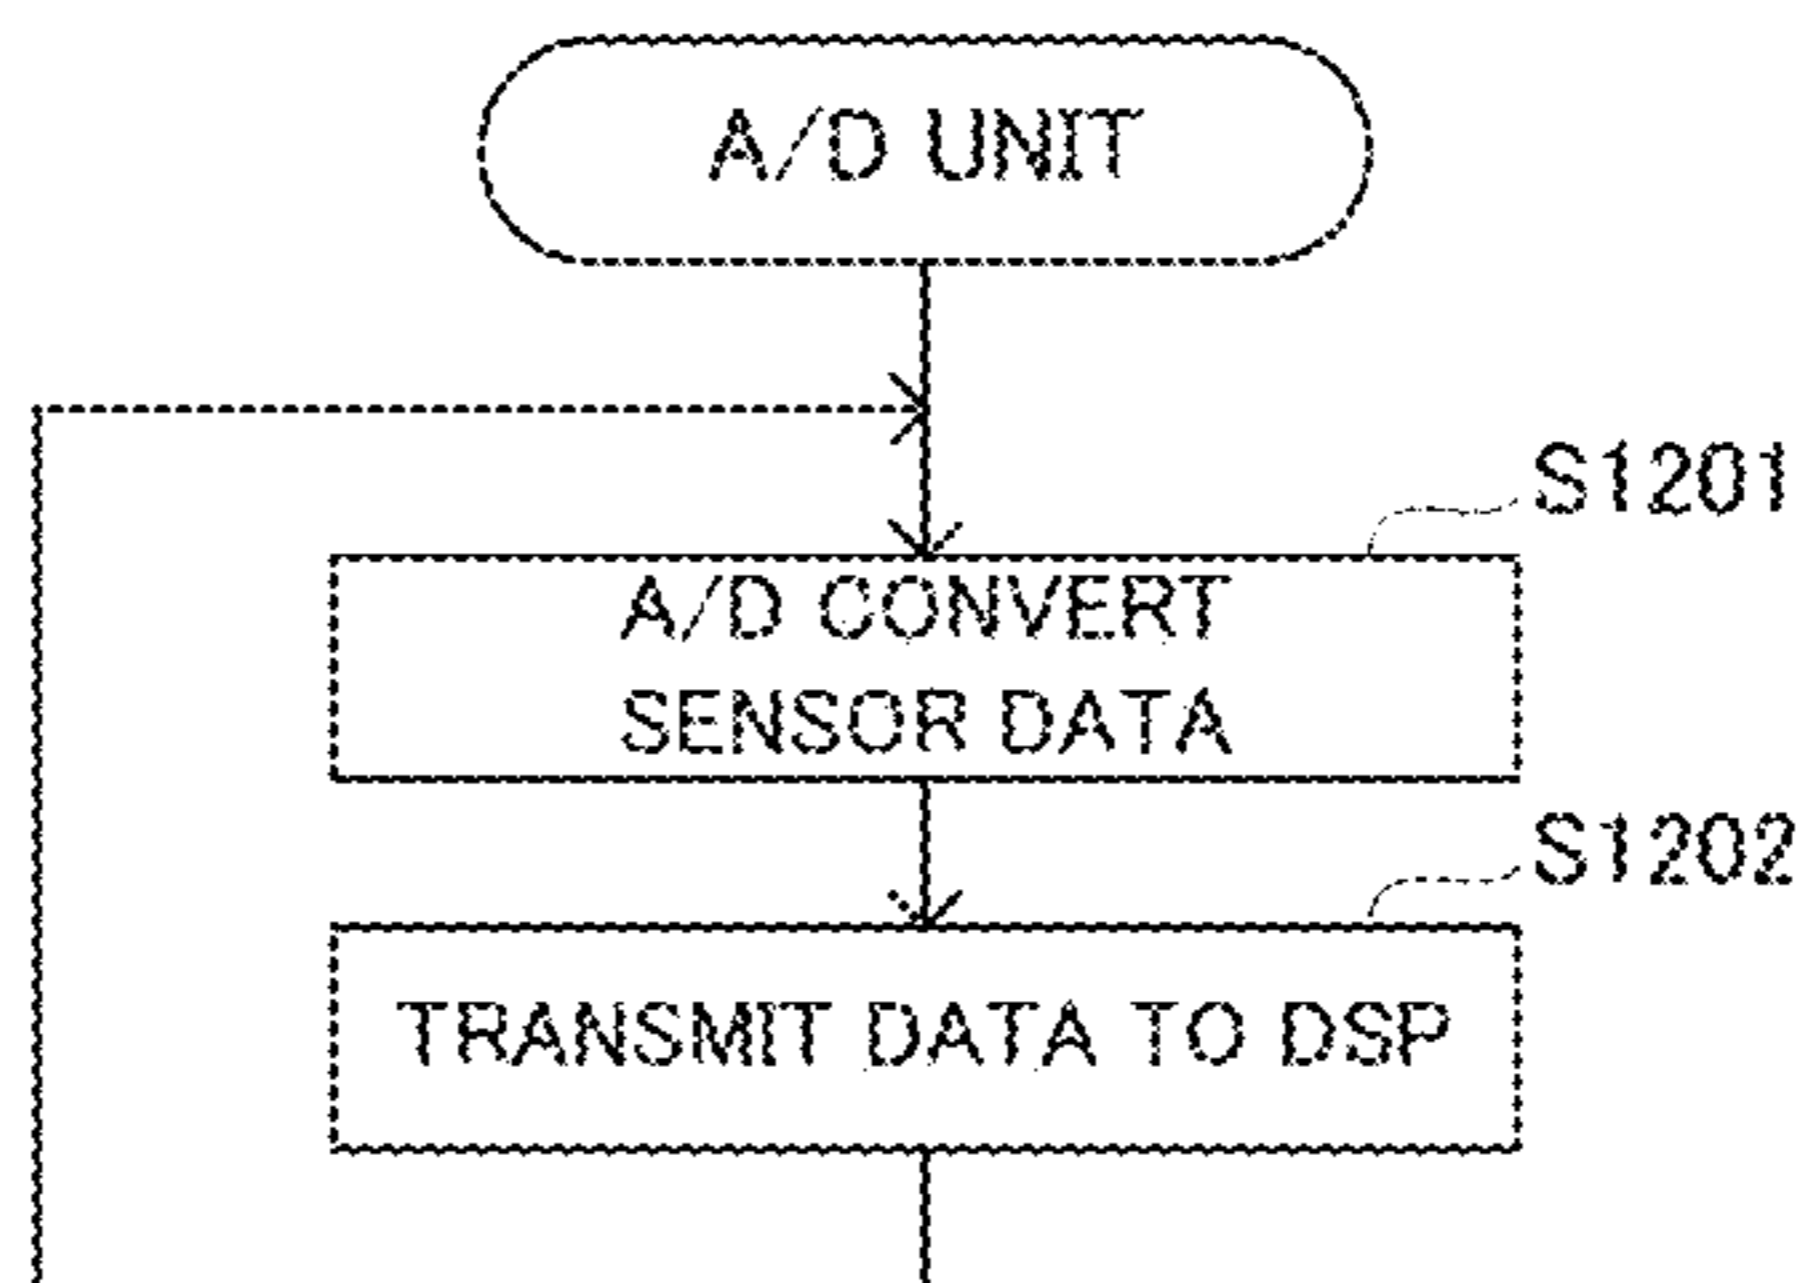 A/D UNIT
S1201
A/D CONVERT
SENSOR DATA
S1202
TRANSMIT DATA TO DSP